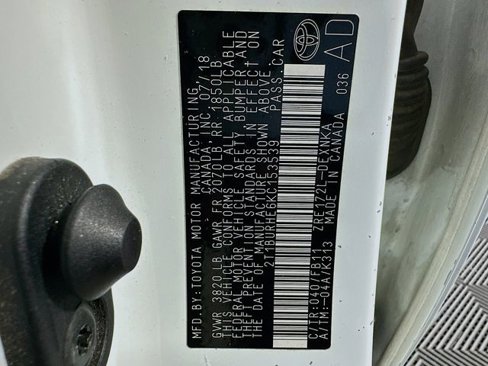 MFD.BY:TOYOTA MOTOR MANUFACTURING
CANADA, INC. 07/18
GVWR 3820LB GAWR FR 2070LB, RR 1850LB
THIS VEHICLE CONFORMS TO ALL APPLICABLE
FEDERAL MOTOR VEHICLE SAFETY, BUMPER AND
THEFT PREVENTION STANDARDS IN EFFECT ON
THE DATE OF MANUFACTURE SHOWN ABOVE.
2T1BURHE6KC153539 PASS.CAR
C/TR:040/FB11 ZRE172L-DEXNKA
A/TM:-04A/K313 MADE IN CANADA 036
AD